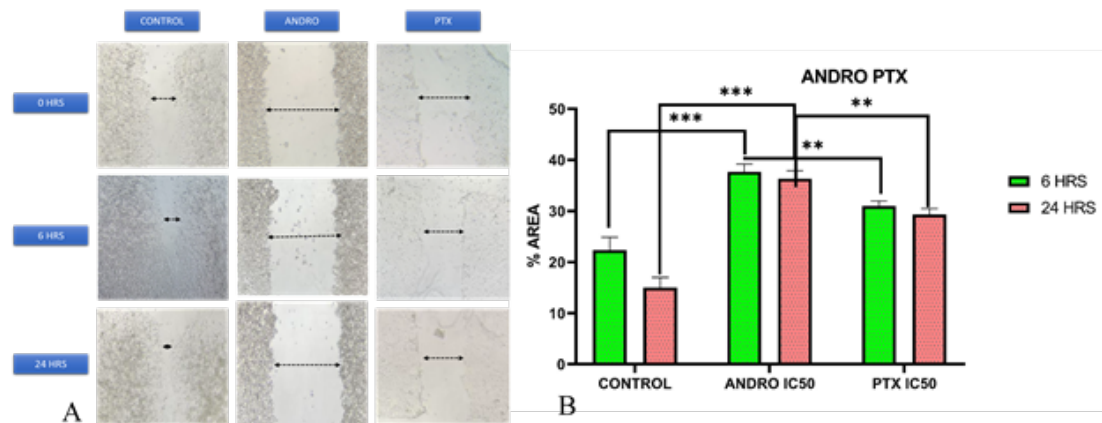 CONTROL ANDRO PTX
0 HRS
6 HRS
24 HRS
A
ANDRO PTX
% AREA
50
40
30
20
10
0
***
***
**
**
CONTROL ANDRO IC50 PTX IC50
6 HRS
24 HRS
B